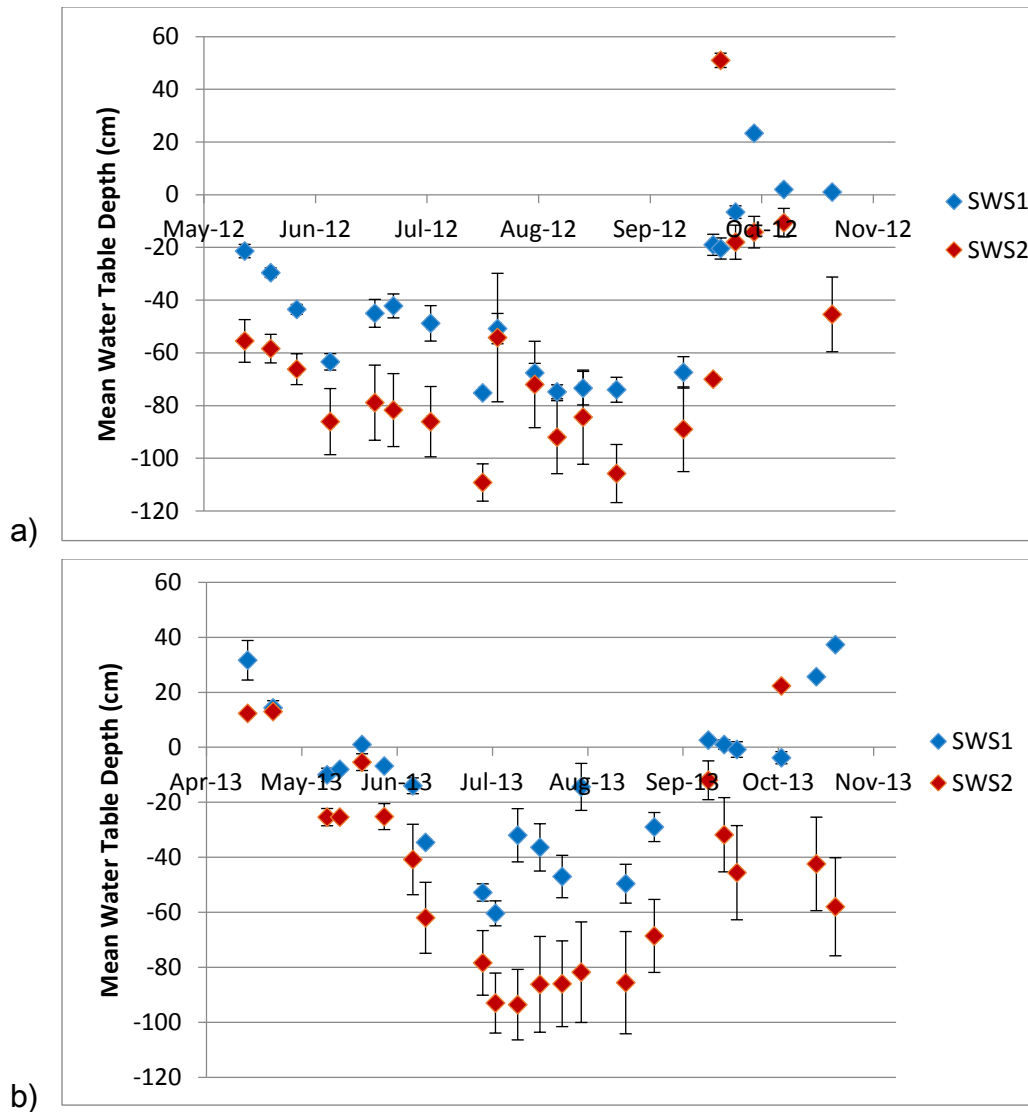 60
40
20
0
-20
-40
-60
-80
-100
-120
Mean Water Table Depth (cm)
May-12 Jun-12 Jul-12 Aug-12 Sep-12 Oct-12 Nov-12
SWS1
SWS2
a)
60
40
20
0
-20
-40
-60
-80
-100
-120
Mean Water Table Depth (cm)
Apr-13 May-13 Jun-13 Jul-13 Aug-13 Sep-13 Oct-13 Nov-13
SWS1
SWS2
b)